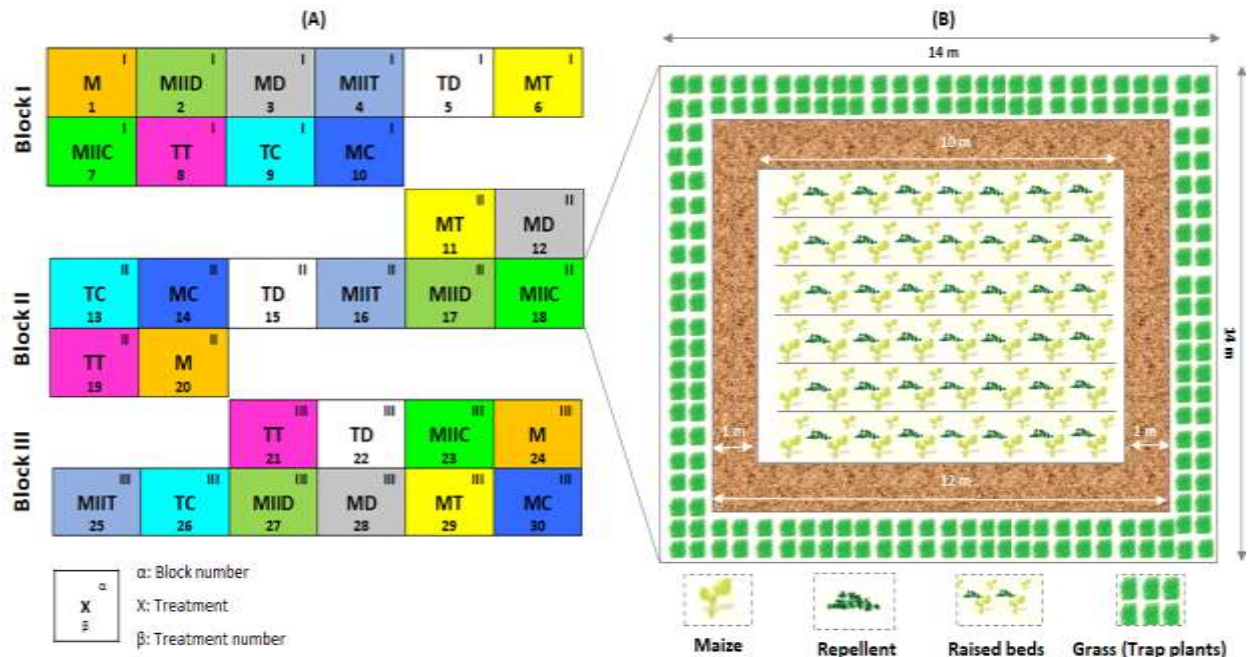 (A)
(B)
Block I
I I I I I I
M MIID MD MIIT TD MT
1 2 3 4 5 6
I I I I
MIIC TT TC MC
7 8 9 10
Block II
II II
MT MD
11 12
II II II II II II
TC MC TD MIIT MIID MIIC
13 14 15 16 17 18
II II
TT M
19 20
Block III
III III III III
TT TD MIIC M
21 22 23 24
III III III III III III
MIIT TC MIID MD MT MC
25 26 27 28 29 30
α
X
β
α: Block number
X: Treatment
β: Treatment number
14 m
10 m
14 m
1 m 1 m
12 m
Maize Repellent Raised beds Grass (Trap plants)